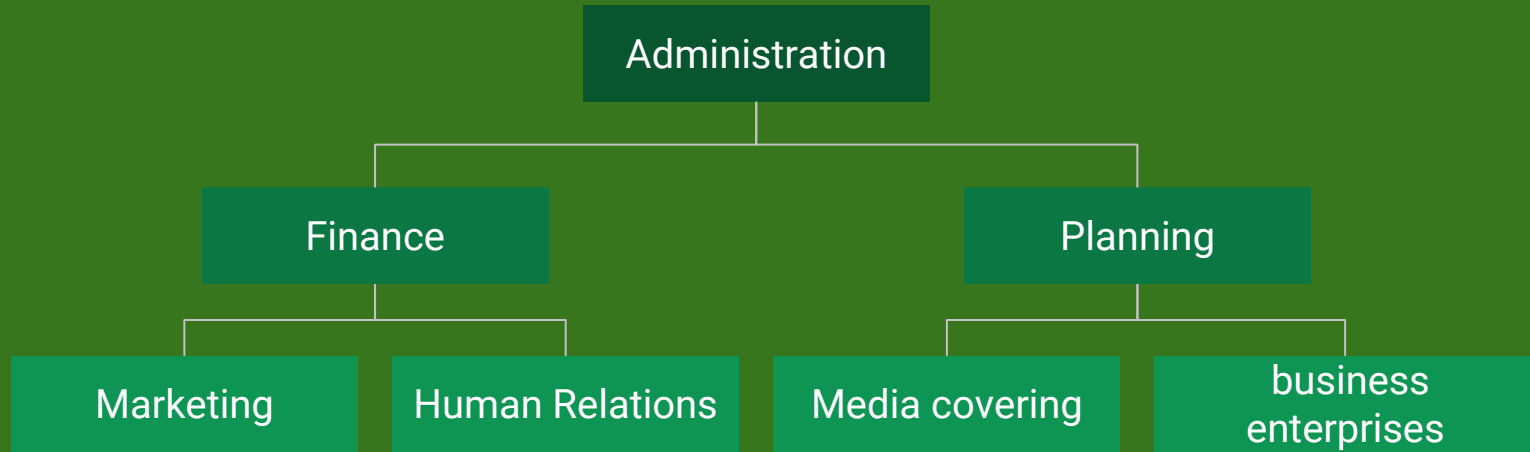 Administration
Finance
Planning
Marketing
Human Relations
Media covering
business
enterprises